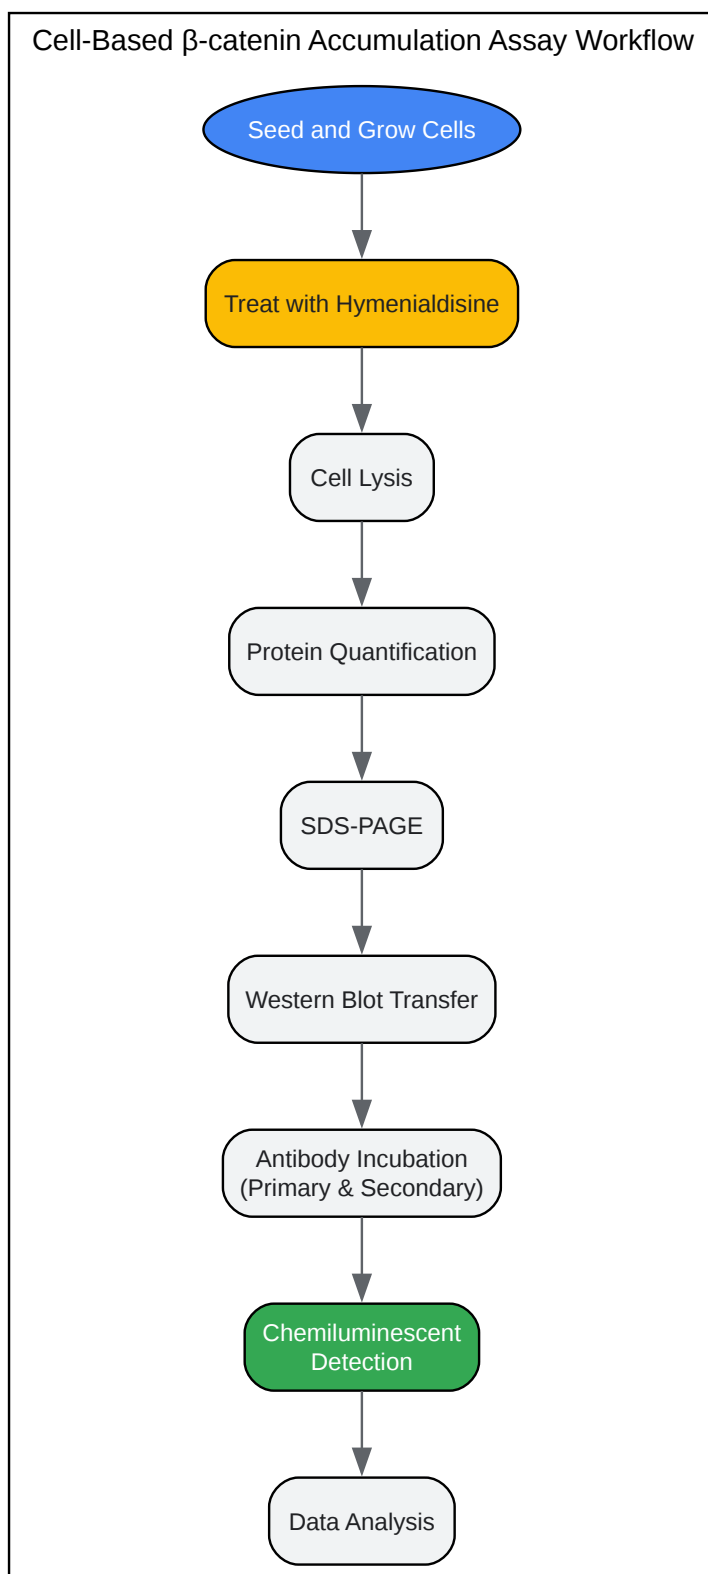 Cell-Based β-catenin Accumulation Assay Workflow
Seed and Grow Cells
Treat with Hymenialdisine
Cell Lysis
Protein Quantification
SDS-PAGE
Western Blot Transfer
Antibody Incubation
(Primary & Secondary)
Chemiluminescent
Detection
Data Analysis